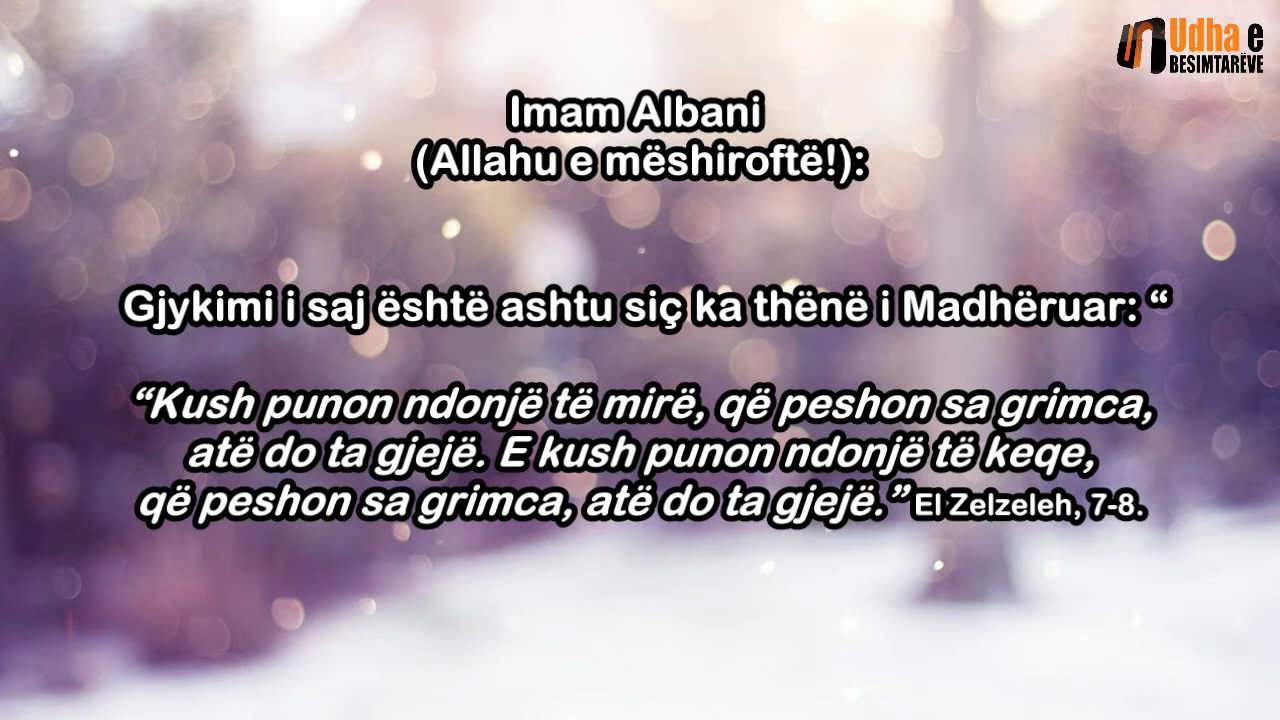 Udha e
BESIMTARËVE
Imam Albani
(Allahu e mëshiroftë!):
Gjykimi i saj është ashtu siç ka thënë i Madhëruar: “
“Kush punon ndonjë të mirë, që peshon sa grimca,
atë do ta gjejë. E kush punon ndonjë të keqe,
që peshon sa grimca, atë do ta gjejë.” El Zelzeleh, 7-8.